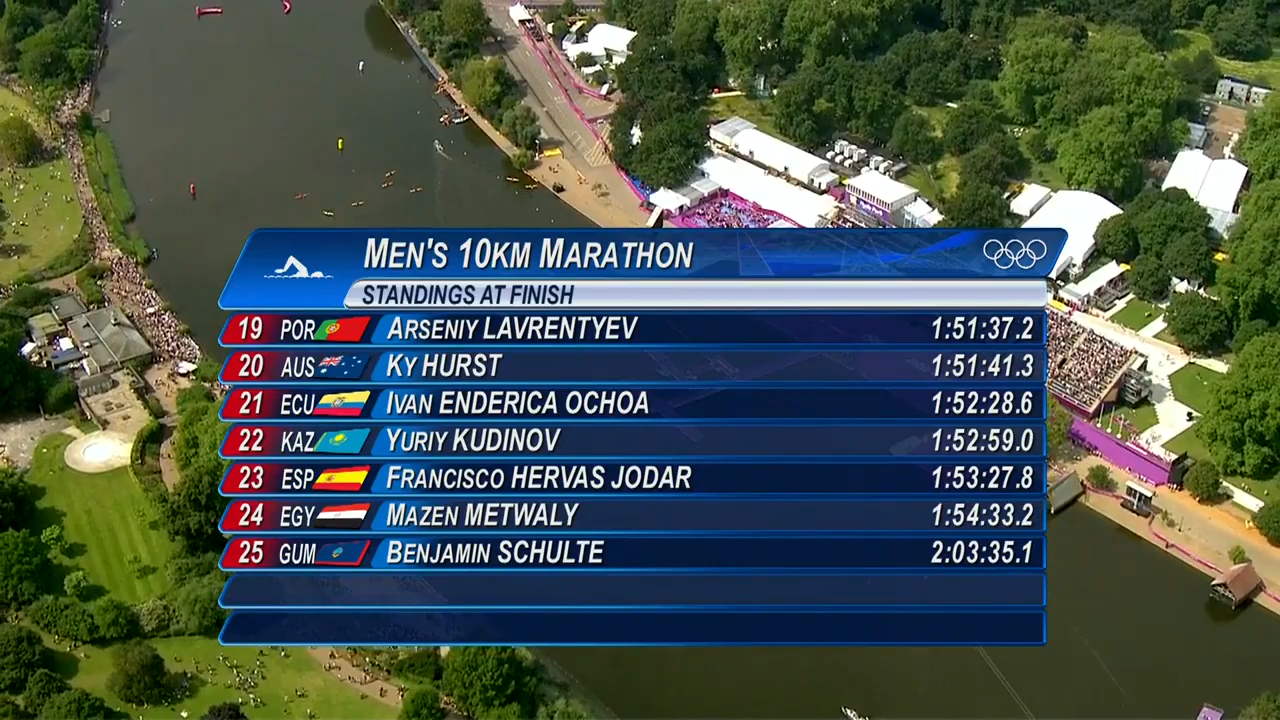 MEN'S 10KM MARATHON
STANDINGS AT FINISH
19 POR ARSENIY LAVRENTYEV 1:51:37.2
20 AUS KY HURST 1:51:41.3
21 ECU IVAN ENDERICA OCHOA 1:52:28.6
22 KAZ YURIY KUDINOV 1:52:59.0
23 ESP FRANCISCO HERVAS JODAR 1:53:27.8
24 EGY MAZEN METWALY 1:54:33.2
25 GUM BENJAMIN SCHULTE 2:03:35.1